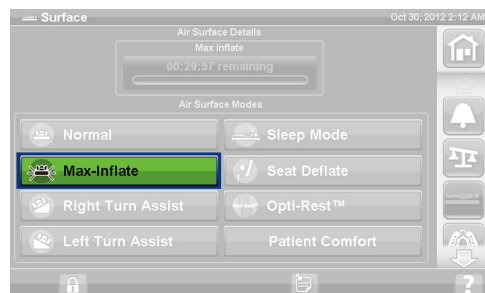 Surface
Oct 30, 2012 2:12 AM
Air Surface Details
Max Inflate
00:29:57 remaining
Air Surface Modes
Normal
Sleep Mode
Max-Inflate
Seat Deflate
Right Turn Assist
Opti-Rest™
Left Turn Assist
Patient Comfort
?